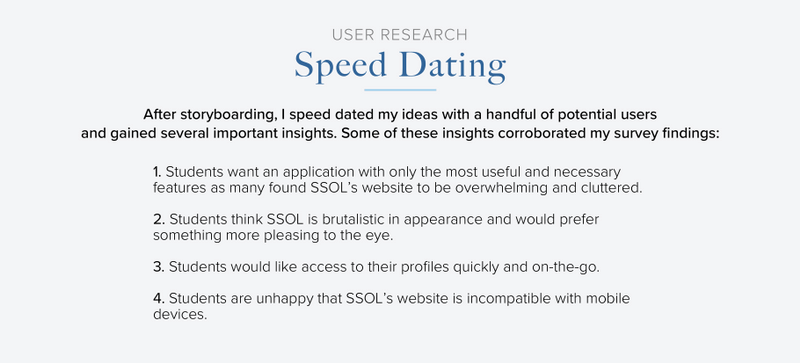 USER RESEARCH
Speed Dating
After storyboarding, I speed dated my ideas with a handful of potential users
and gained several important insights. Some of these insights corroborated my survey findings:
1. Students want an application with only the most useful and necessary
features as many found SSOL’s website to be overwhelming and cluttered.
2. Students think SSOL is brutalistic in appearance and would prefer
something more pleasing to the eye.
3. Students would like access to their profiles quickly and on-the-go.
4. Students are unhappy that SSOL’s website is incompatible with mobile
devices.